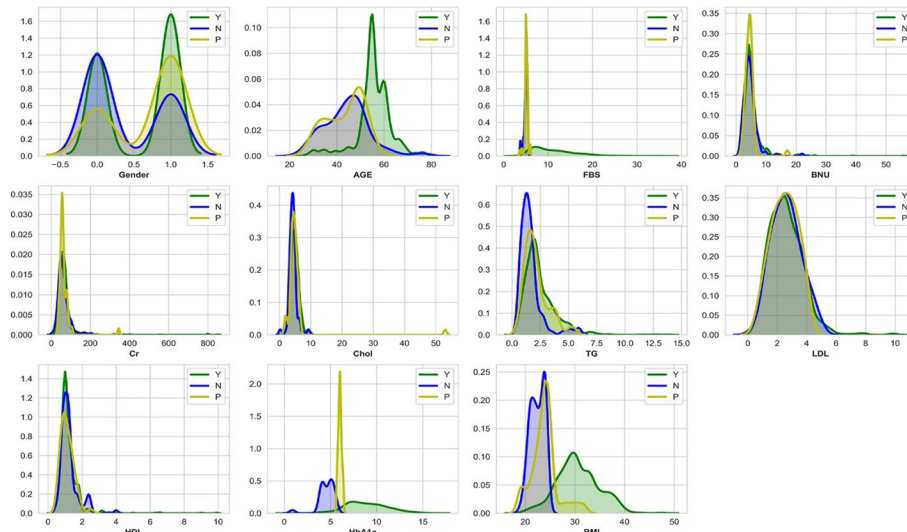 1.6
1.4
1.2
1.0
0.8
0.6
0.4
0.2
0.0
Y
N
P
−0.5 0.0 0.5 1.0 1.5
Gender
0.10
0.08
0.06
0.04
0.02
0.00
Y
N
P
20 40 60 80
AGE
1.6
1.4
1.2
1.0
0.8
0.6
0.4
0.2
0.0
Y
N
P
0 10 20 30 40
FBS
0.35
0.30
0.25
0.20
0.15
0.10
0.05
0.00
Y
N
P
0 10 20 30 40 50
BNU
0.035
0.030
0.025
0.020
0.015
0.010
0.005
0.000
Y
N
P
0 200 400 600 800
Cr
0.4
0.3
0.2
0.1
0.0
Y
N
P
0 10 20 30 40 50
Chol
0.6
0.5
0.4
0.3
0.2
0.1
0.0
Y
N
P
0.0 2.5 5.0 7.5 10.0 12.5 15.0
TG
0.35
0.30
0.25
0.20
0.15
0.10
0.05
0.00
Y
N
P
0 2 4 6 8 10
LDL
1.4
1.2
1.0
0.8
0.6
0.4
0.2
0.0
Y
N
P
0 2 4 6 8 10
HDL
2.0
1.5
1.0
0.5
0.0
Y
N
P
0 5 10 15
HbA1c
0.25
0.20
0.15
0.10
0.05
0.00
Y
N
P
20 30 40 50
BMI